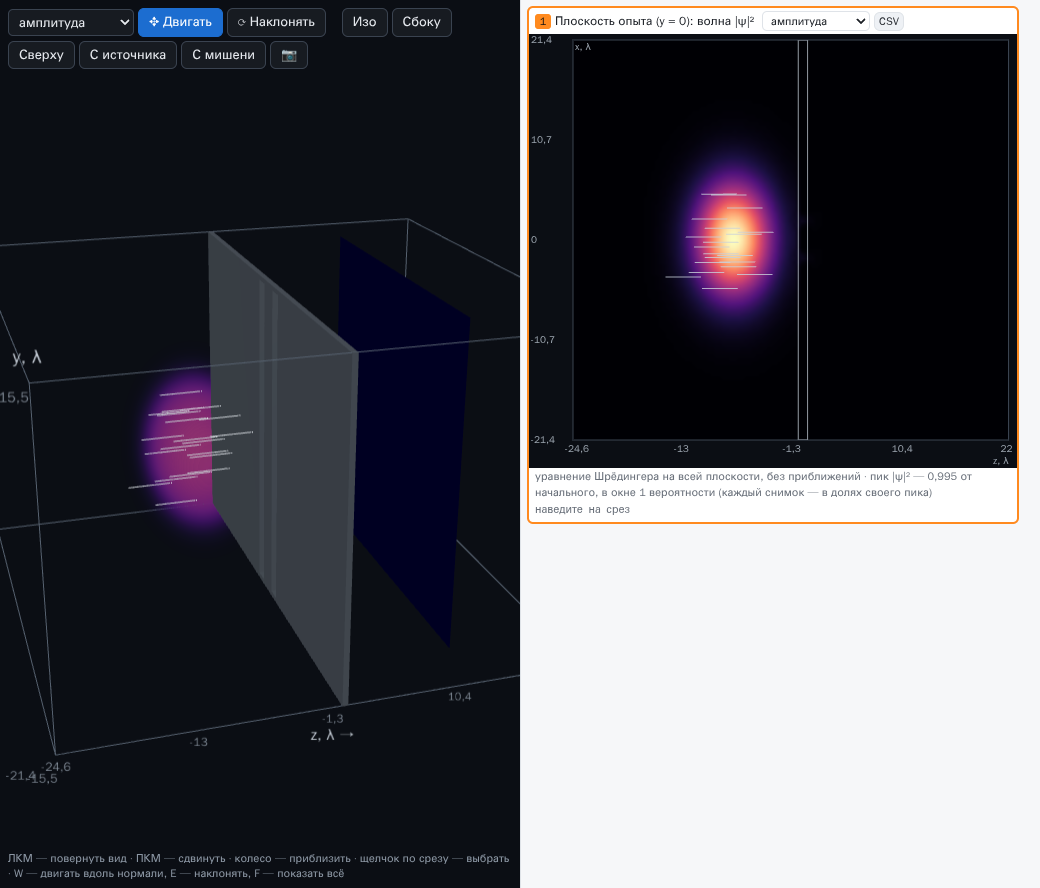 амплитуда
✥ Двигать
⟳ Наклонять
Изо
Сбоку
Сверху
С источника
С мишени
y, λ
15,5
-1,3
10,4
z, λ →
-13
-24,6
-21,4
-15,5
ЛКМ — повернуть вид · ПКМ — сдвинуть · колесо — приблизить · щелчок по срезу — выбрать
· W — двигать вдоль нормали, E — наклонять, F — показать всё
1 Плоскость опыта (y = 0): волна |ψ|² амплитуда CSV
21,4
x, λ
10,7
0
-10,7
-21,4
-24,6 -13 -1,3 10,4 22
z, λ
уравнение Шрёдингера на всей плоскости, без приближений · пик |ψ|² — 0,995 от
начального, в окне 1 вероятности (каждый снимок — в долях своего пика)
наведите на срез